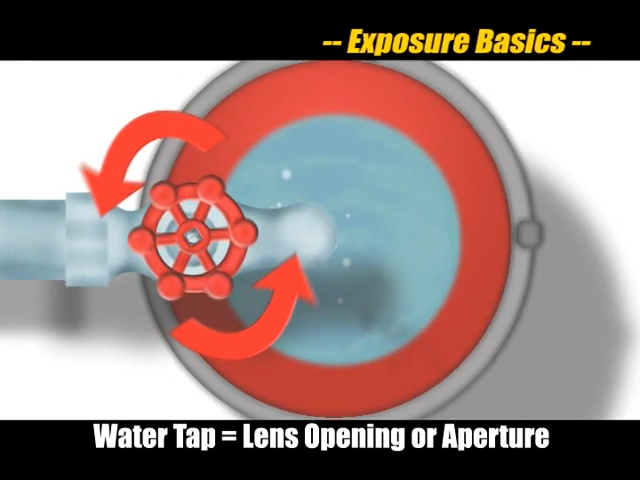 -- Exposure Basics --
Water Tap = Lens Opening or Aperture